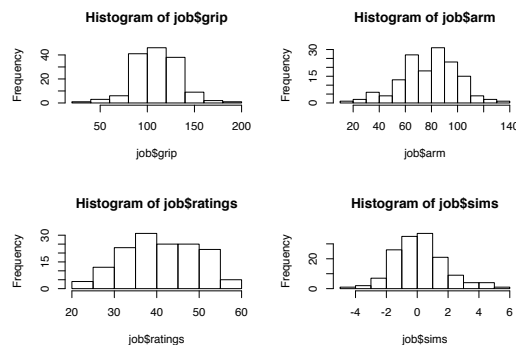 Histogram of job$grip
Frequency
0 20 40
50 100 150 200
job$grip
Histogram of job$arm
Frequency
0 15 30
20 40 60 80 100 140
job$arm
Histogram of job$ratings
Frequency
0 15 30
20 30 40 50 60
job$ratings
Histogram of job$sims
Frequency
0 20
-4 -2 0 2 4 6
job$sims